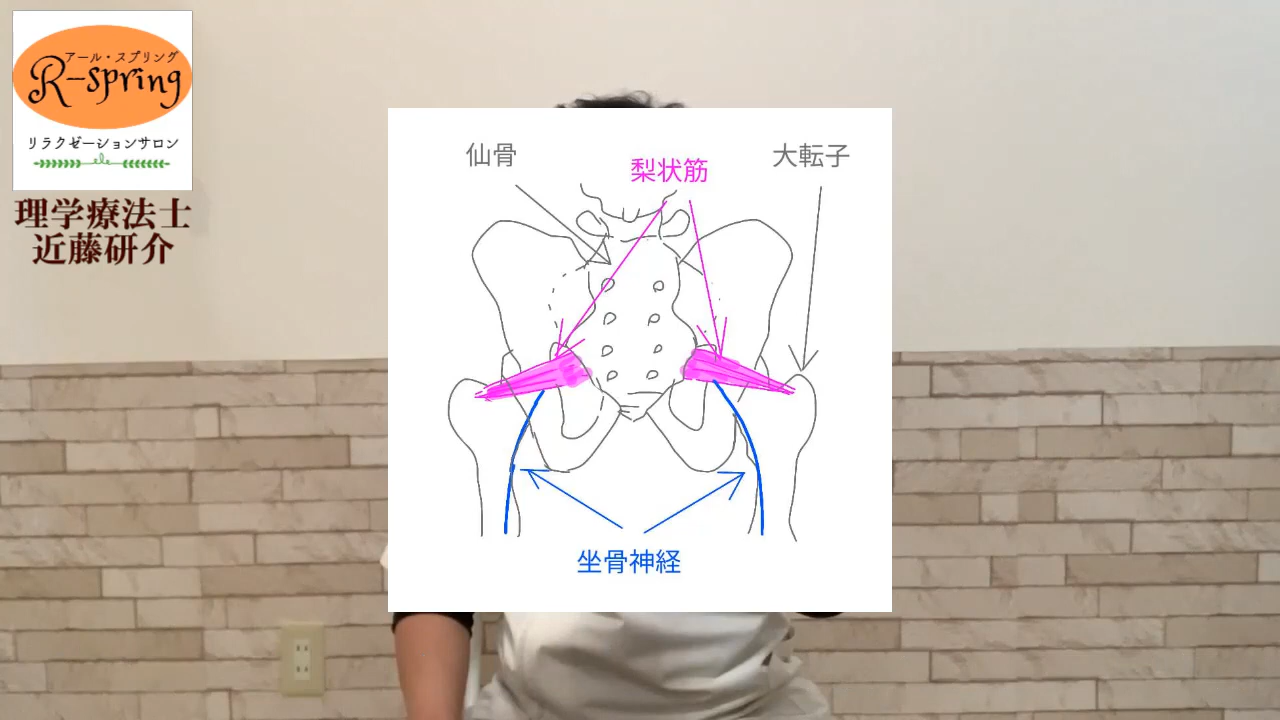 アール・スプリング
R-spring
リラクゼーションサロン
理学療法士
近藤研介
仙骨
梨状筋
大転子
坐骨神経